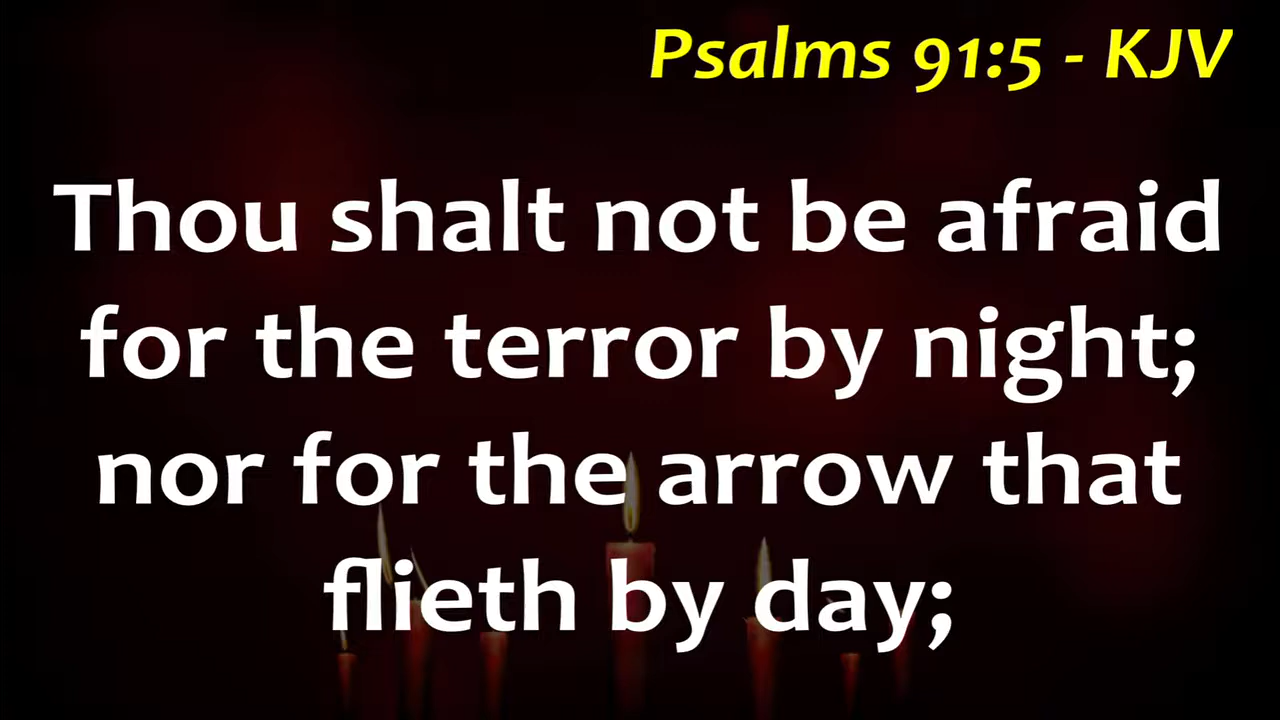 Psalms 91:5 - KJV
Thou shalt not be afraid
for the terror by night;
nor for the arrow that
flieth by day;